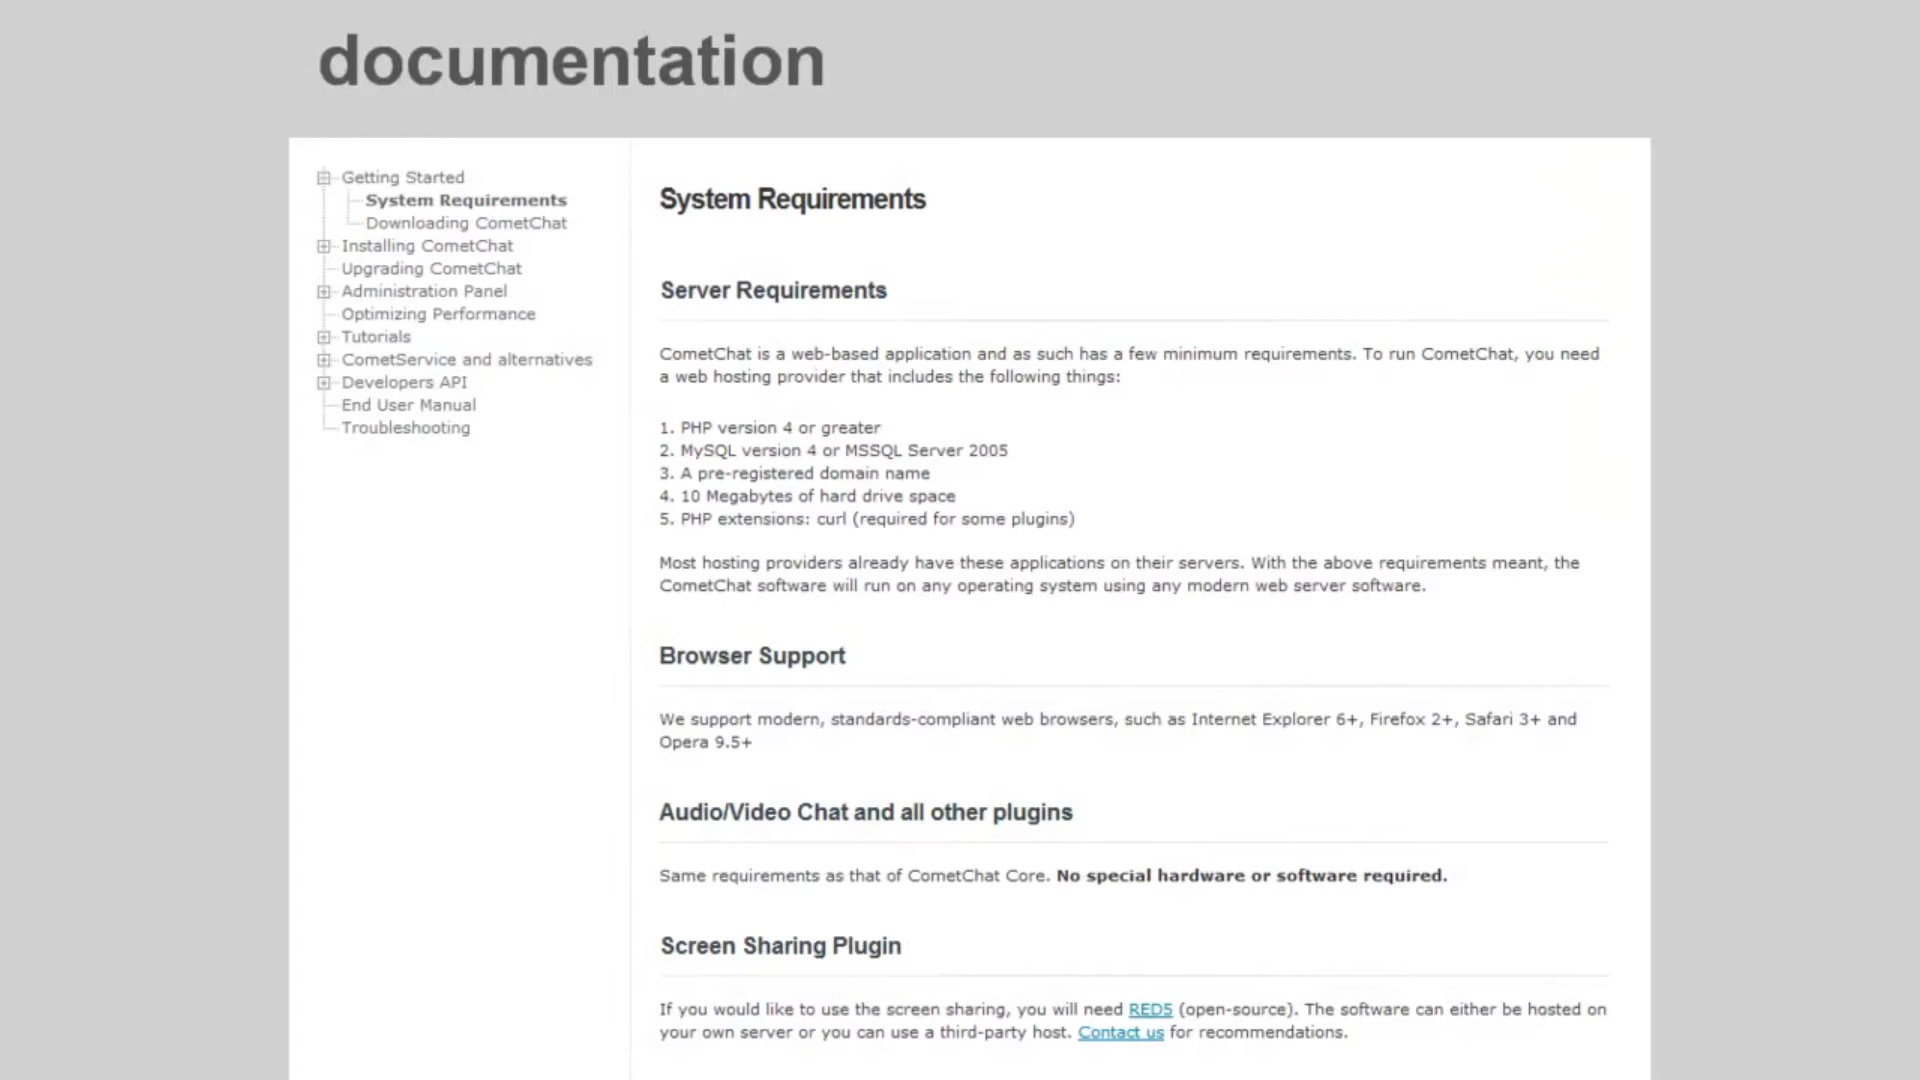 documentation
Getting Started
System Requirements
Downloading CometChat
Installing CometChat
Upgrading CometChat
Administration Panel
Optimizing Performance
Tutorials
CometService and alternatives
Developers API
End User Manual
Troubleshooting
System Requirements
Server Requirements
CometChat is a web-based application and as such has a few minimum requirements. To run CometChat, you need
a web hosting provider that includes the following things:
1. PHP version 4 or greater
2. MySQL version 4 or MSSQL Server 2005
3. A pre-registered domain name
4. 10 Megabytes of hard drive space
5. PHP extensions: curl (required for some plugins)
Most hosting providers already have these applications on their servers. With the above requirements meant, the
CometChat software will run on any operating system using any modern web server software.
Browser Support
We support modern, standards-compliant web browsers, such as Internet Explorer 6+, Firefox 2+, Safari 3+ and
Opera 9.5+
Audio/Video Chat and all other plugins
Same requirements as that of CometChat Core. No special hardware or software required.
Screen Sharing Plugin
If you would like to use the screen sharing, you will need RED5 (open-source). The software can either be hosted on
your own server or you can use a third-party host. Contact us for recommendations.